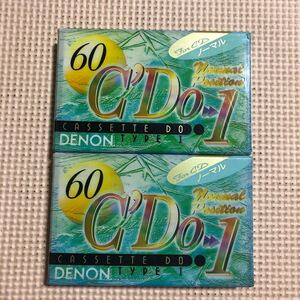 For CD
ノーマル
60
C'Do➡1
Normal
Position
CASSETTE DO
DENON TYPE I
For CD
ノーマル
60
C'Do➡1
Normal
Position
CASSETTE DO
DENON TYPE I